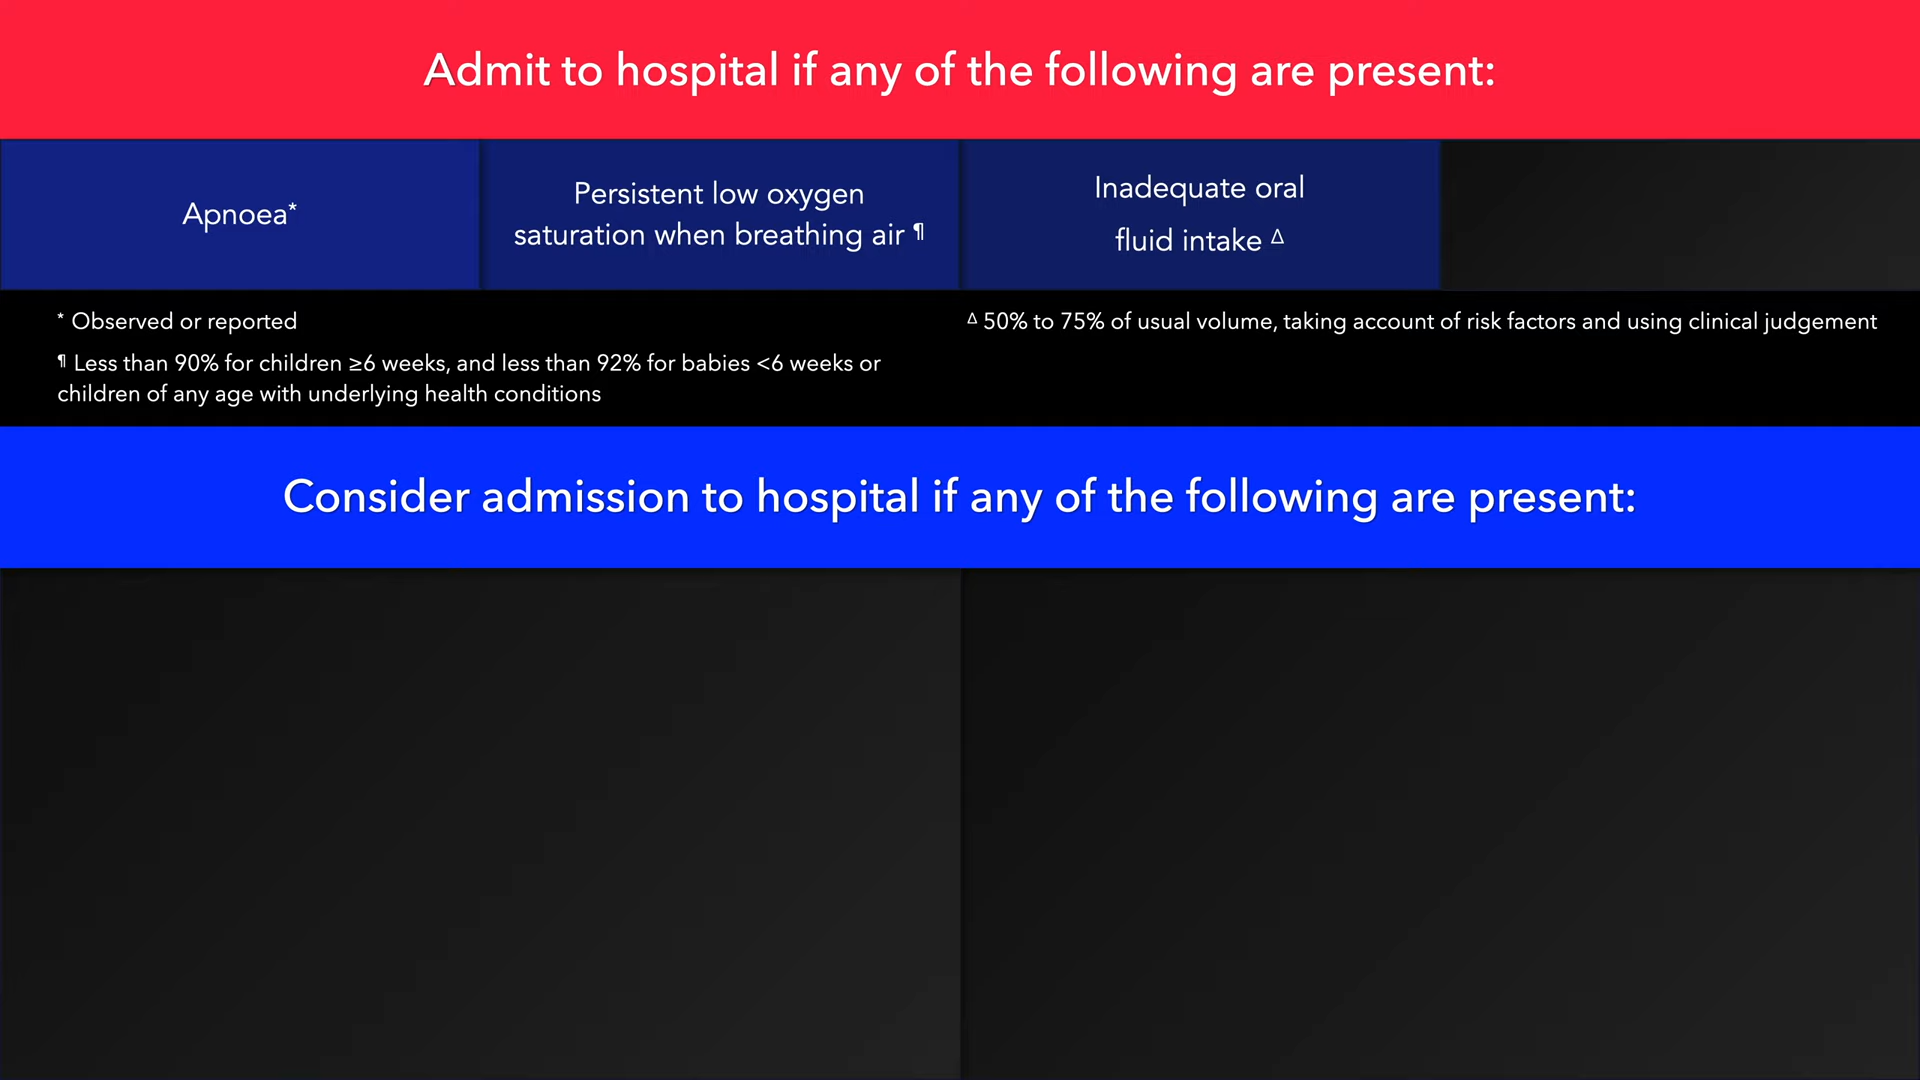 Admit to hospital if any of the following are present:
Apnoea*
Persistent low oxygen
saturation when breathing air ¶
Inadequate oral
fluid intake Δ
* Observed or reported
¶ Less than 90% for children ≥6 weeks, and less than 92% for babies <6 weeks or
children of any age with underlying health conditions
Δ 50% to 75% of usual volume, taking account of risk factors and using clinical judgement
Consider admission to hospital if any of the following are present: